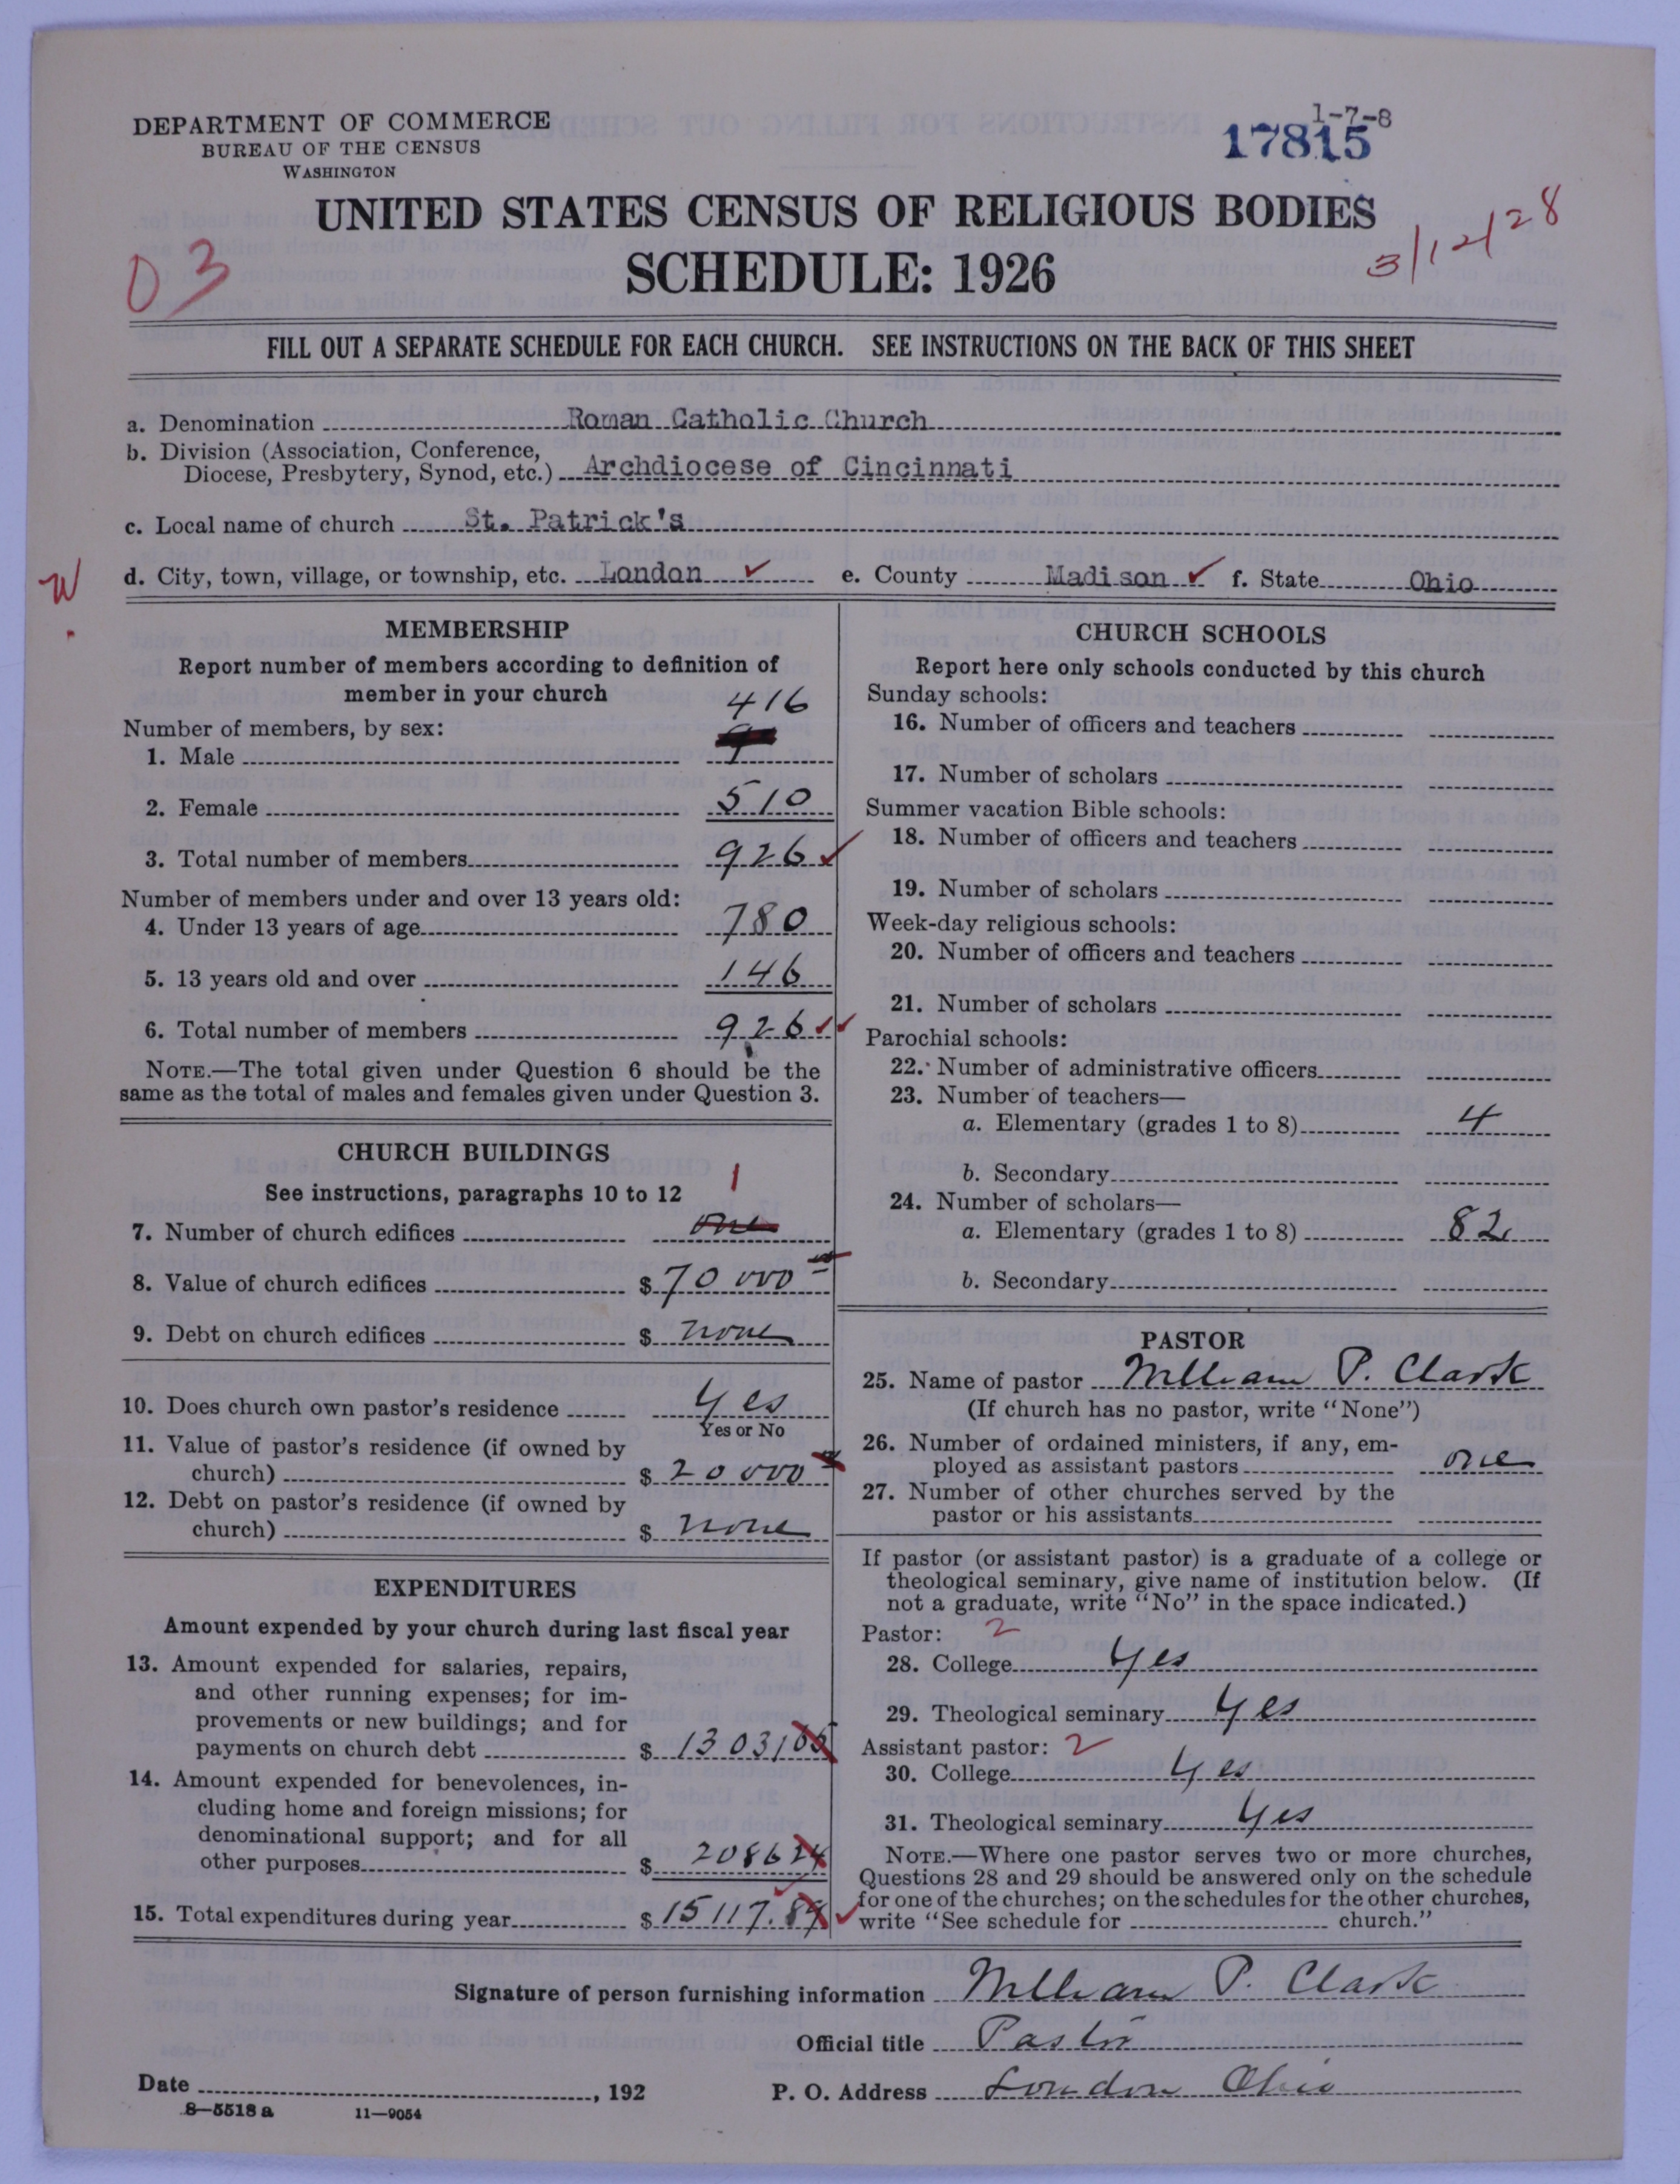 DEPARTMENT OF COMMERCE
BUREAU OF THE CENSUS
WASHINGTON
1-7-8
17815
UNITED STATES CENSUS OF RELIGIOUS BODIES
SCHEDULE: 1926
03
3/12/28
FILL OUT A SEPARATE SCHEDULE FOR EACH CHURCH. SEE INSTRUCTIONS ON THE BACK OF THIS SHEET
a. Denomination Roman Catholic Church
b. Division (Association, Conference,
Diocese, Presbytery, Synod, etc.) Archdiocese of Cincinnati
c. Local name of church St. Patrick's
W.
d. City, town, village, or township, etc. London ✓ e. County Madison ✓ f. State Ohio
MEMBERSHIP
Report number of members according to definition of
member in your church
Number of members, by sex:
416
1. Male
2. Female 510
3. Total number of members 926 ✓
Number of members under and over 13 years old:
4. Under 13 years of age 780
5. 13 years old and over 146
6. Total number of members 926 ✓✓
NOTE.—The total given under Question 6 should be the
same as the total of males and females given under Question 3.
CHURCH BUILDINGS
See instructions, paragraphs 10 to 12
1
7. Number of church edifices one
8. Value of church edifices $ 70 000
9. Debt on church edifices $ none
10. Does church own pastor's residence yes
Yes or No
11. Value of pastor's residence (if owned by
church) $ 20 000
12. Debt on pastor's residence (if owned by
church) $ none
EXPENDITURES
Amount expended by your church during last fiscal year
13. Amount expended for salaries, repairs,
and other running expenses; for im-
provements or new buildings; and for
payments on church debt $ 13 031 65
14. Amount expended for benevolences, in-
cluding home and foreign missions; for
denominational support; and for all
other purposes $ 2086 24
15. Total expenditures during year $ 15 117.89 ✓
CHURCH SCHOOLS
Report here only schools conducted by this church
Sunday schools:
16. Number of officers and teachers
17. Number of scholars
Summer vacation Bible schools:
18. Number of officers and teachers
19. Number of scholars
Week-day religious schools:
20. Number of officers and teachers
21. Number of scholars
Parochial schools:
22. Number of administrative officers
23. Number of teachers—
a. Elementary (grades 1 to 8) 4
b. Secondary
24. Number of scholars—
a. Elementary (grades 1 to 8) 82
b. Secondary
PASTOR
25. Name of pastor William P. Clark
(If church has no pastor, write "None")
26. Number of ordained ministers, if any, em-
ployed as assistant pastors one
27. Number of other churches served by the
pastor or his assistants
If pastor (or assistant pastor) is a graduate of a college or
theological seminary, give name of institution below. (If
not a graduate, write "No" in the space indicated.)
Pastor: 2
28. College yes
29. Theological seminary yes
Assistant pastor: 2
30. College yes
31. Theological seminary yes
NOTE.—Where one pastor serves two or more churches,
Questions 28 and 29 should be answered only on the schedule
for one of the churches; on the schedules for the other churches,
write "See schedule for church."
Signature of person furnishing information William P. Clark
Official title Pastor
Date , 192 P. O. Address London Ohio
8—5518 a 11—9054